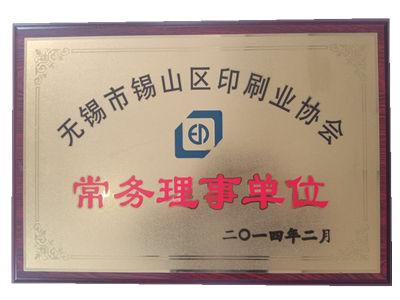 无锡市锡山区印刷业协会
常务理事单位
二〇一四年二月